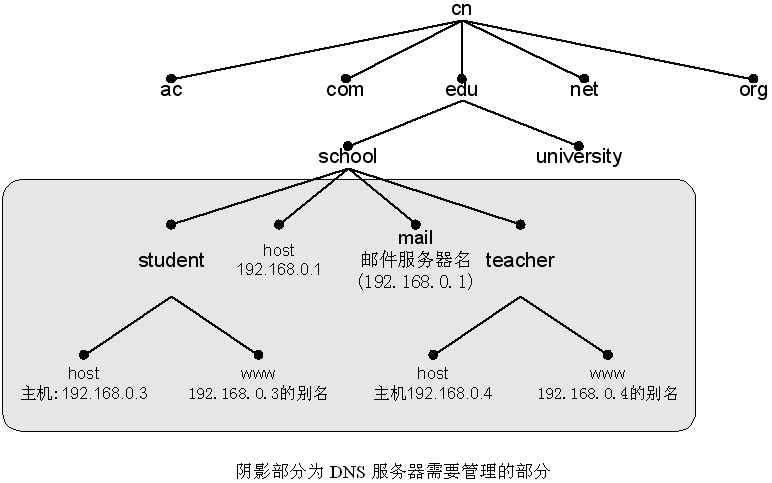 cn
ac com edu net org
school university
student host mail teacher
192.168.0.1 邮件服务器名
(192.168.0.1)
host www host www
主机: 192.168.0.3 192.168.0.3的别名 主机192.168.0.4 192.168.0.4的别名
阴影部分为 DNS 服务器需要管理的部分